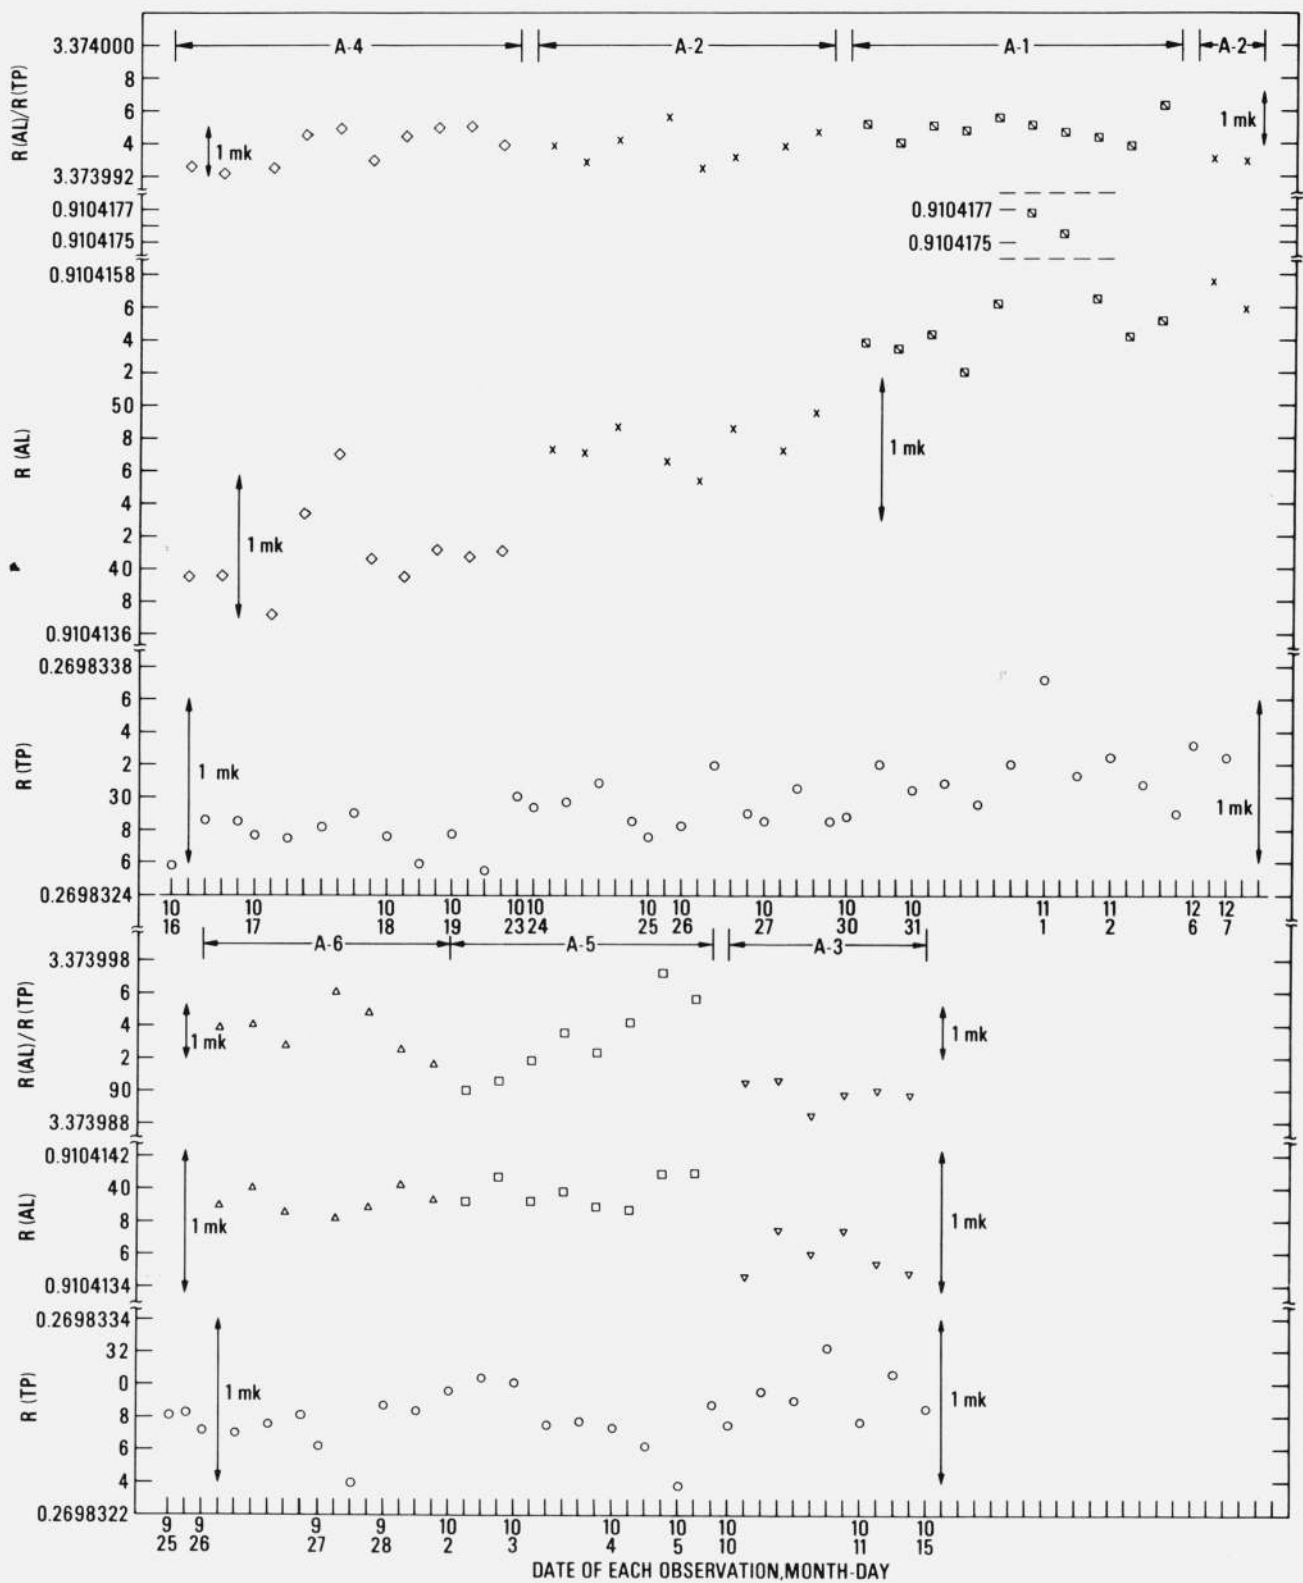 3.374000
A-4
A-2
A-1
A-2
8
6
4
3.373992
R(AL)/R(TP)
1 mk
1 mk
0.9104177
0.9104175
0.9104177
0.9104175
0.9104158
6
4
2
50
8
6
4
2
40
8
0.9104136
R (AL)
1 mk
1 mk
0.2698338
6
4
2
30
8
6
0.2698324
R (TP)
1 mk
1 mk
10 10 10 10 10 10 10 10 10 10 10 11 11 12 12
16 17 18 19 23 24 25 26 27 30 31 1 2 6 7
A-6
A-5
A-3
3.373998
6
4
2
90
3.373988
R(AL)/R(TP)
1 mk
1 mk
0.9104142
40
8
6
0.9104134
R (AL)
1 mk
1 mk
0.2698334
32
0
8
6
4
0.2698322
R (TP)
1 mk
1 mk
9 9 9 9 10 10 10 10 10 10 10
25 26 27 28 2 3 4 5 10 11 15
DATE OF EACH OBSERVATION,MONTH-DAY